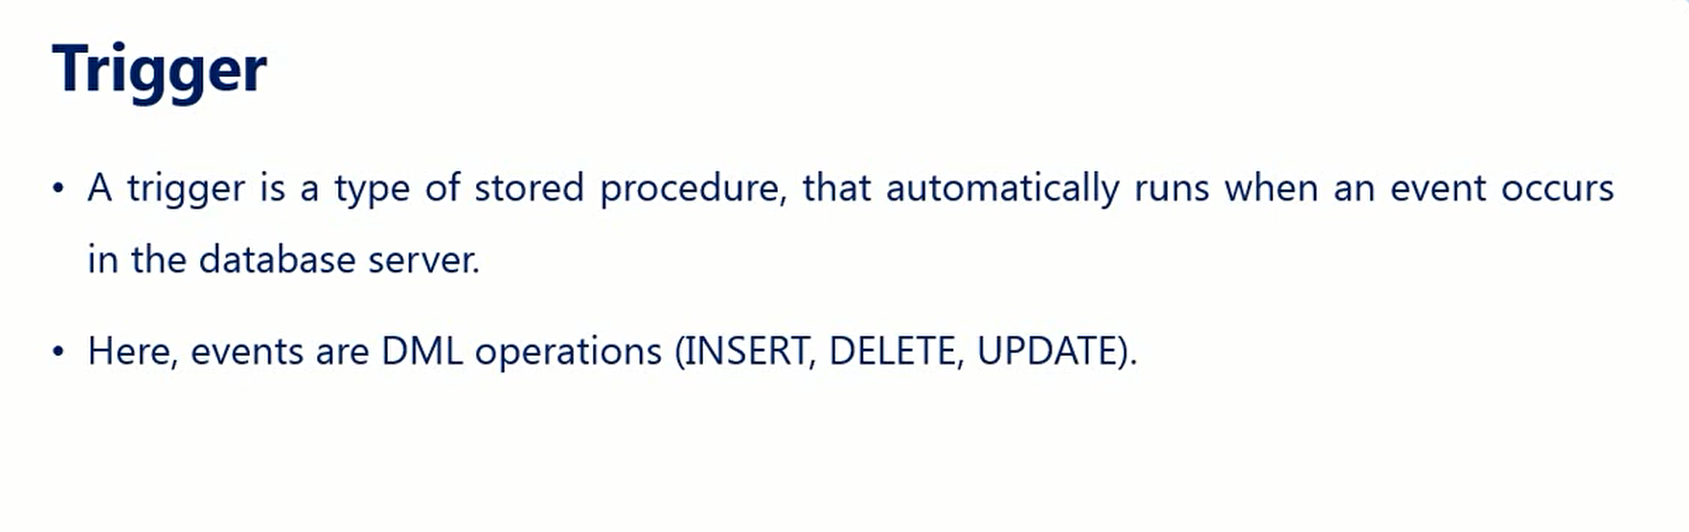 Trigger
• A trigger is a type of stored procedure, that automatically runs when an event occurs
in the database server.
• Here, events are DML operations (INSERT, DELETE, UPDATE).